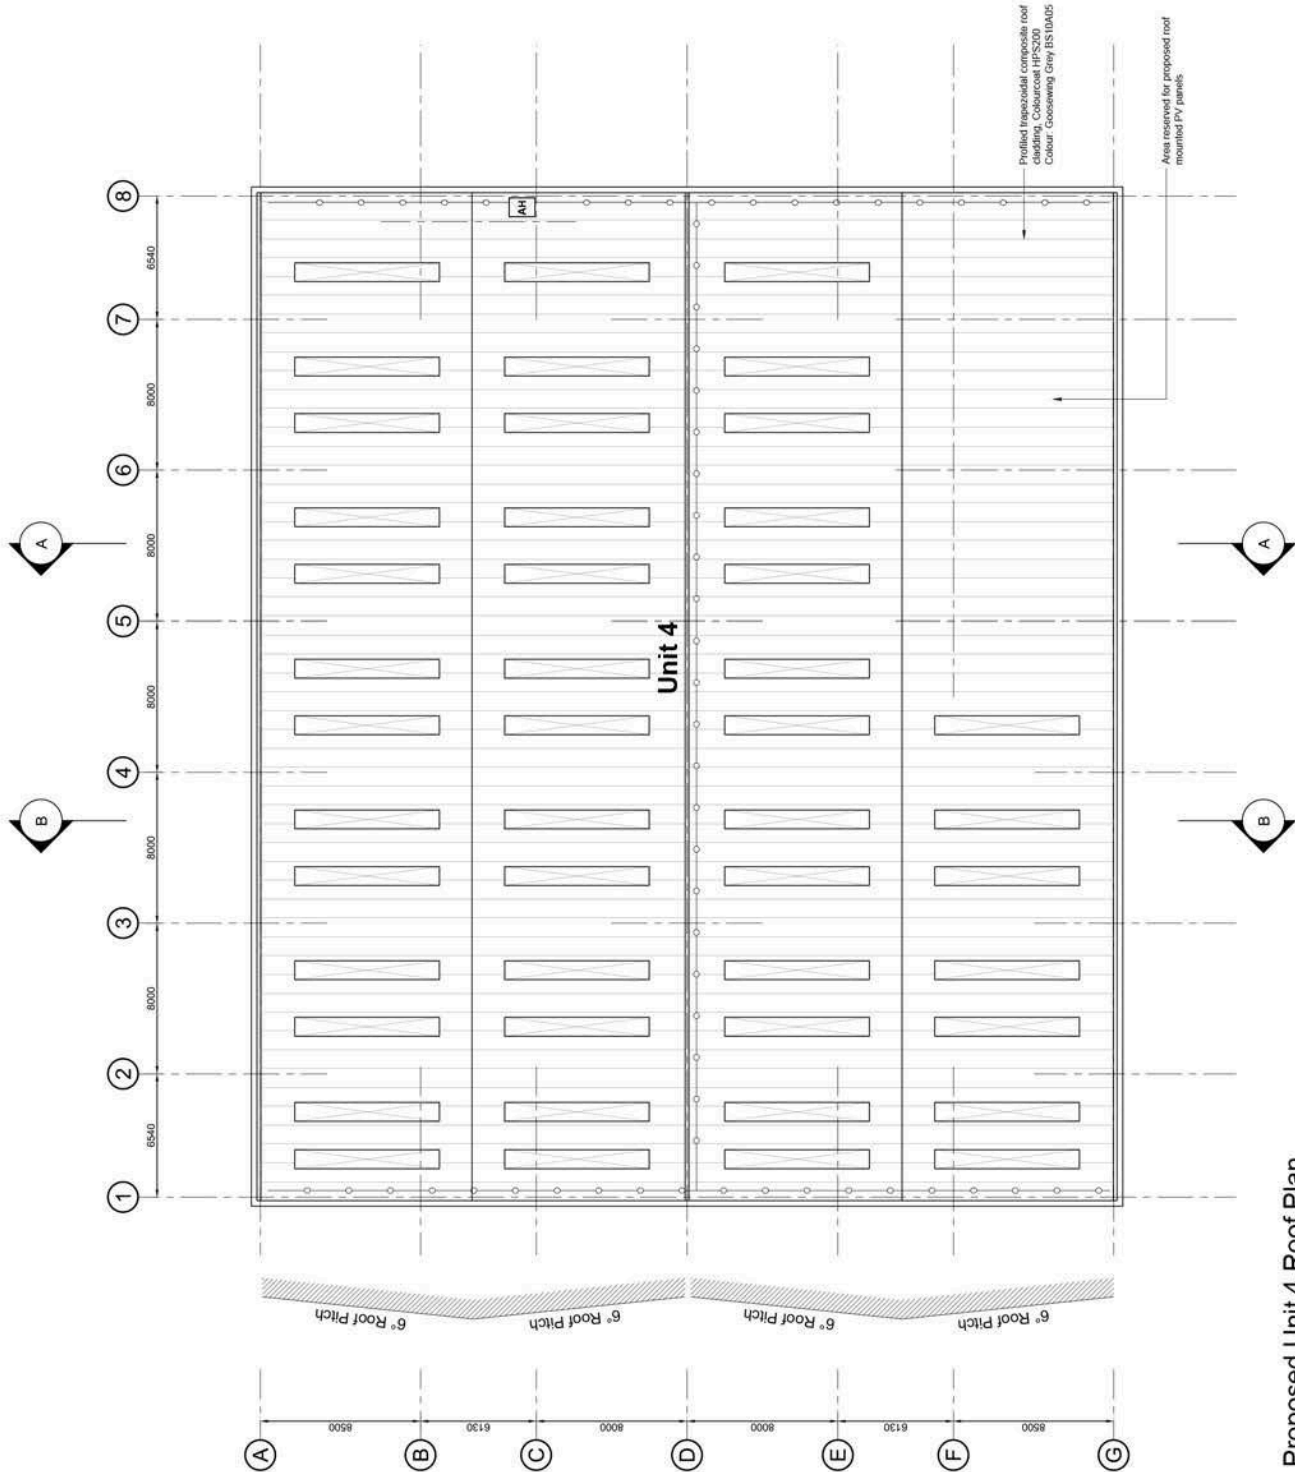 Profiled trapezoidal composite roof
cladding, Colourcoat HPS200
Colour: Goosewing Grey BS10A05
Area reserved for proposed roof
mounted PV panels
8
7
6
5
4
3
2
1
6540
8000
8000
8000
8000
8000
6540
A
A
B
B
AH
Unit 4
6° Roof Pitch
6° Roof Pitch
6° Roof Pitch
6° Roof Pitch
8500
6130
8000
8000
6130
8500
A
B
C
D
E
F
G
Proposed Unit 4 Roof Plan